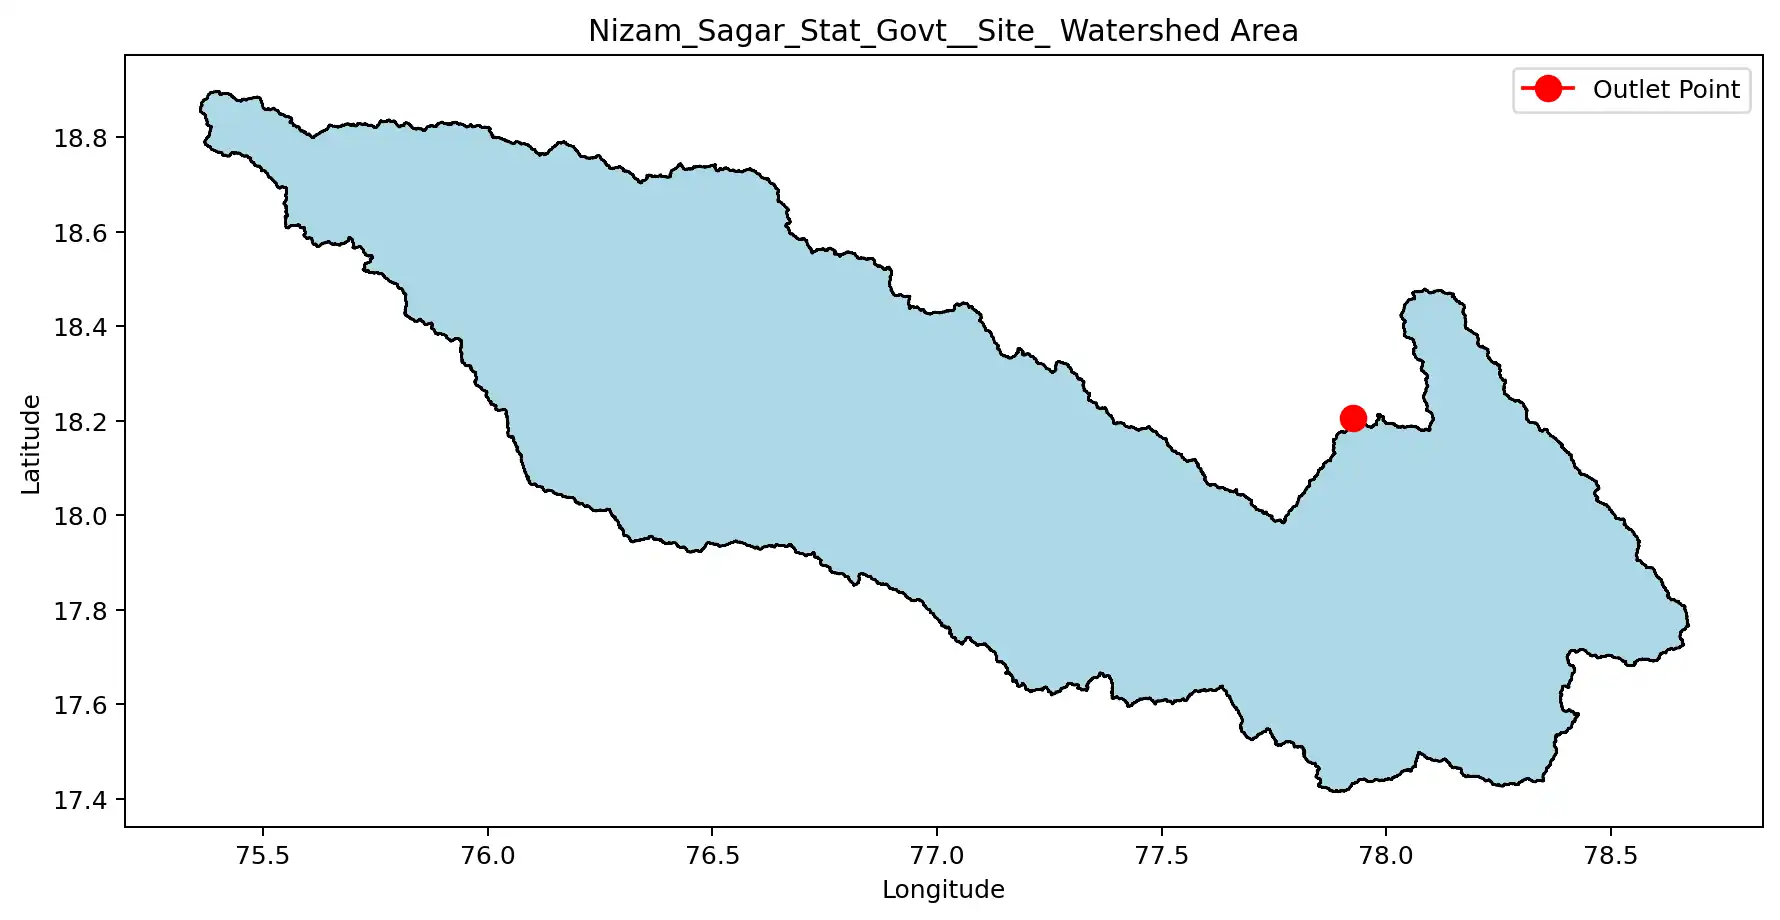 Nizam_Sagar_Stat_Govt__Site_ Watershed Area
Outlet Point
Latitude
18.8
18.6
18.4
18.2
18.0
17.8
17.6
17.4
75.5 76.0 76.5 77.0 77.5 78.0 78.5
Longitude